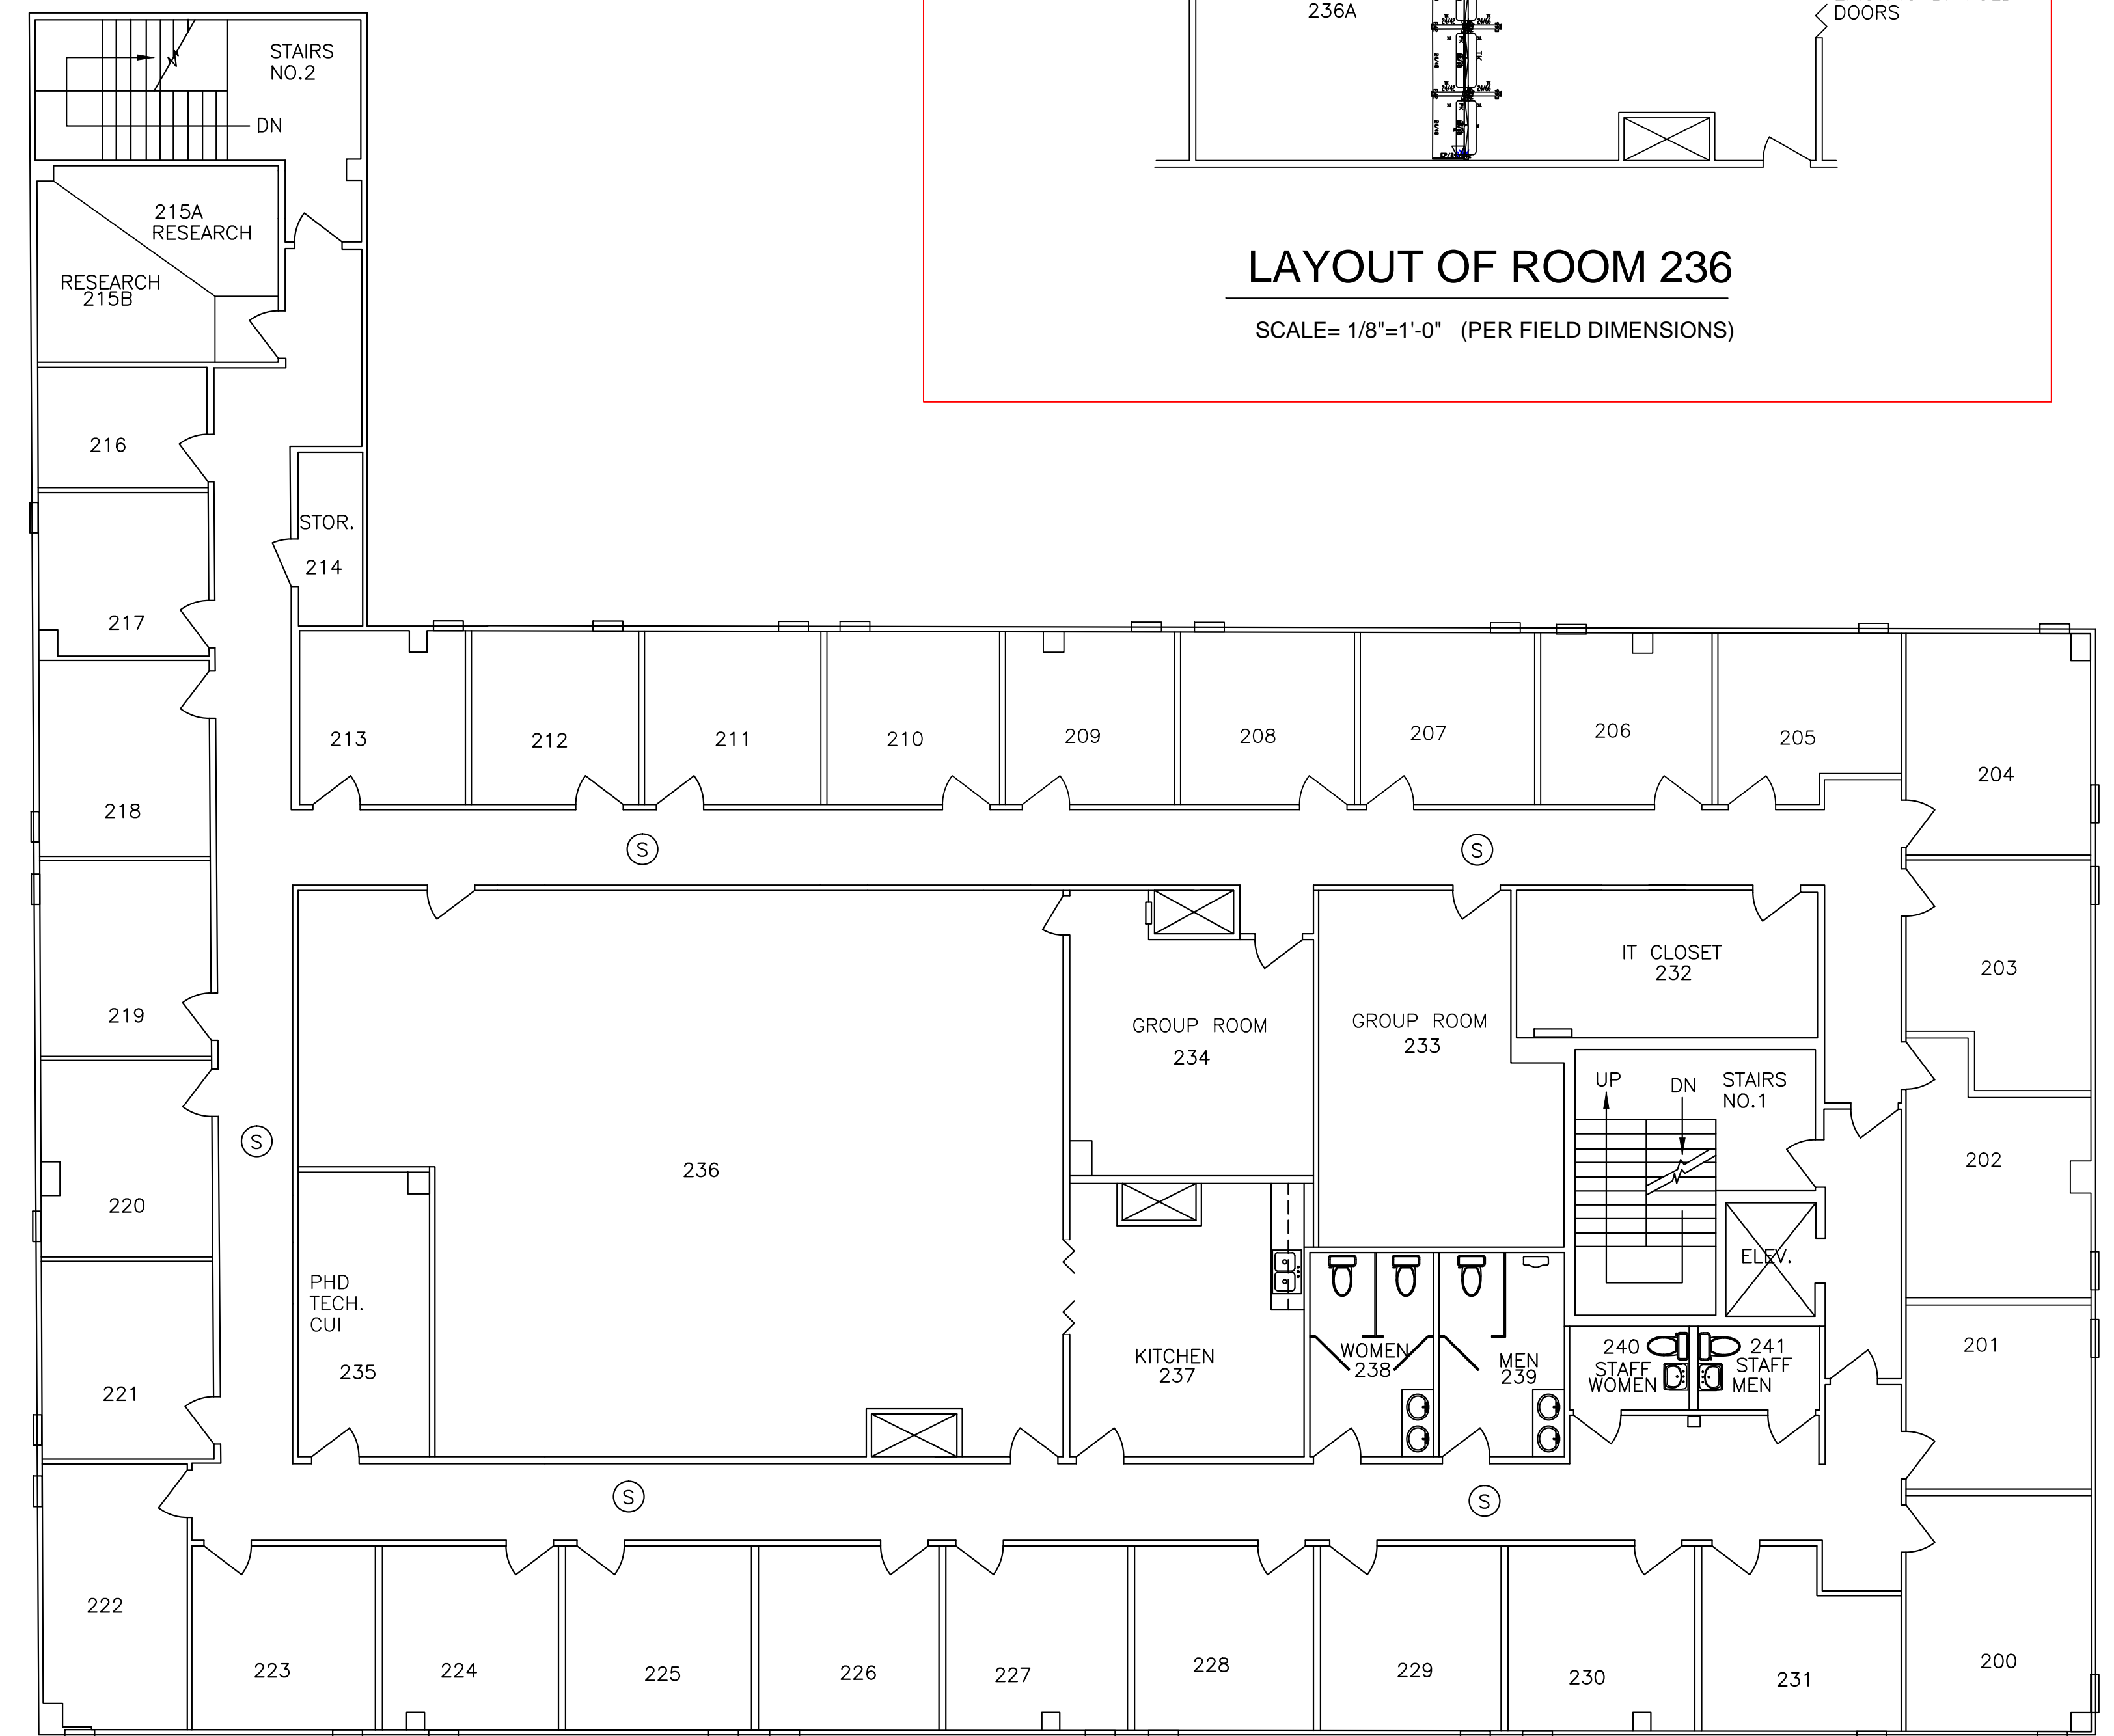 236A
DOORS
STAIRS
NO.2
DN
LAYOUT OF ROOM 236
SCALE= 1/8"=1'-0" (PER FIELD DIMENSIONS)
215A
RESEARCH
RESEARCH
215B
216
STOR.
214
217
213
212
211
210
209
208
207
206
205
204
218
S
S
IT CLOSET
232
203
219
GROUP ROOM
234
GROUP ROOM
233
UP
DN
STAIRS
NO.1
S
236
202
220
ELEV.
PHD
TECH.
CUI
235
KITCHEN
237
WOMEN
238
MEN
239
240
STAFF
WOMEN
241
STAFF
MEN
201
221
S
S
222
223
224
225
226
227
228
229
230
231
200